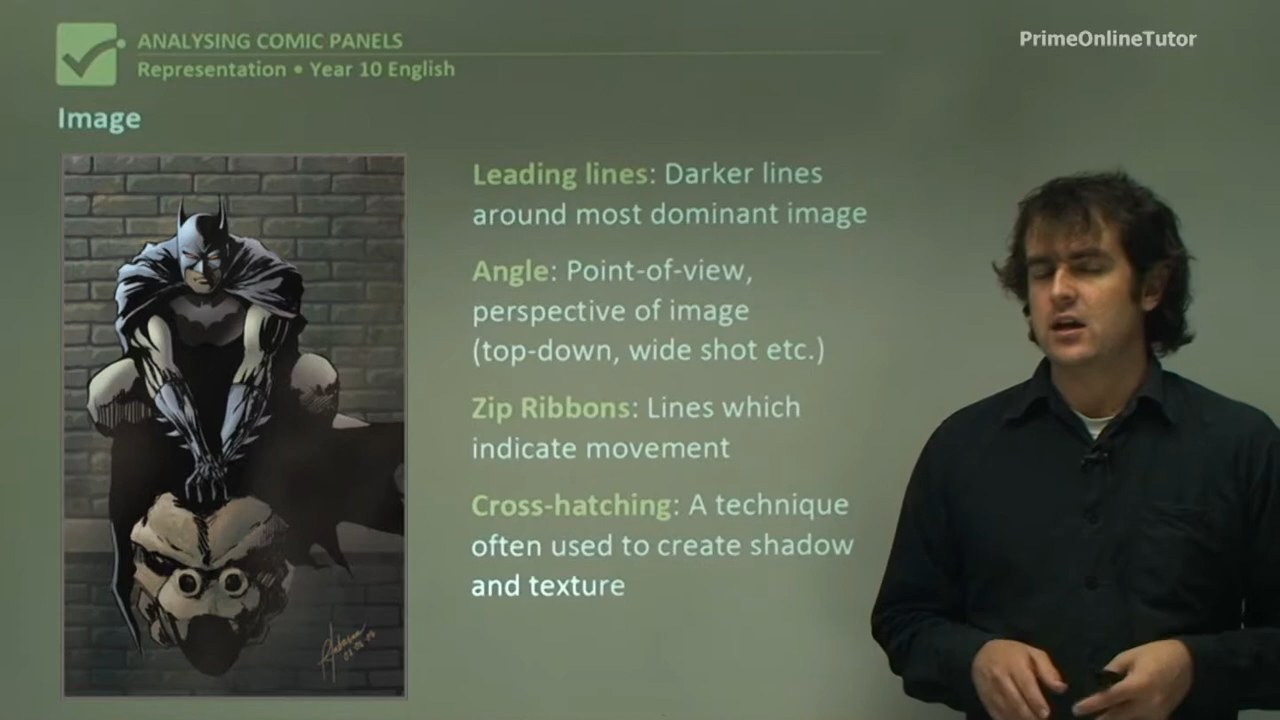 ANALYSING COMIC PANELS
Representation • Year 10 English
PrimeOnlineTutor
Image
Leading lines: Darker lines
around most dominant image
Angle: Point-of-view,
perspective of image
(top-down, wide shot etc.)
Zip Ribbons: Lines which
indicate movement
Cross-hatching: A technique
often used to create shadow
and texture